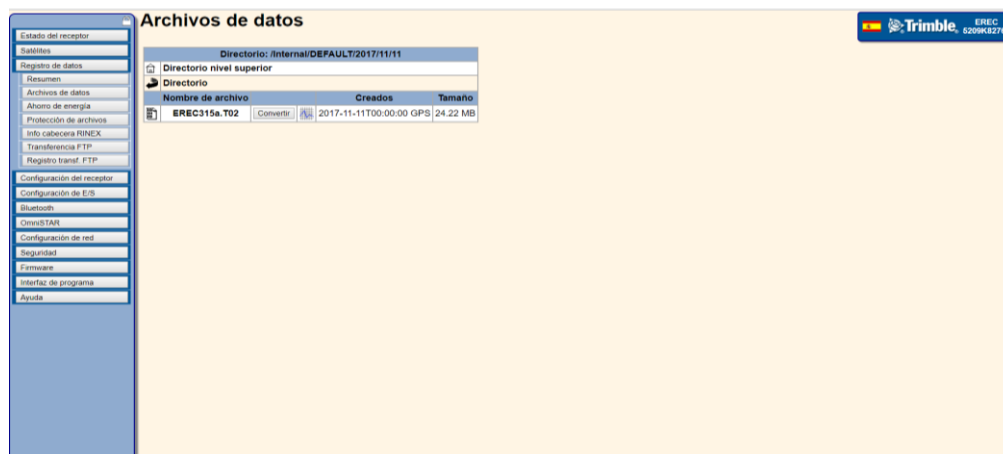 Archivos de datos
Trimble.
EREC
Estado del receptor
Satélites
Registro de datos
Resumen
Archivos de datos
Ahorro de energía
Protección de archivos
Info cabecera RINEX
Transferencia FTP
Registro transf. FTP
Configuración del receptor
Configuración de E/S
Bluetooth
OmniSTAR
Configuración de red
Seguridad
Firmware
Interfaz de programa
Ayuda
Directorio: /Internal/DEFAULT/2017/11/11
Directorio nivel superior
Directorio
Nombre de archivo Creados Tamaño
EREC315a.T02 Convertir 2017-11-11T00:00:00 GPS 24.22 MB